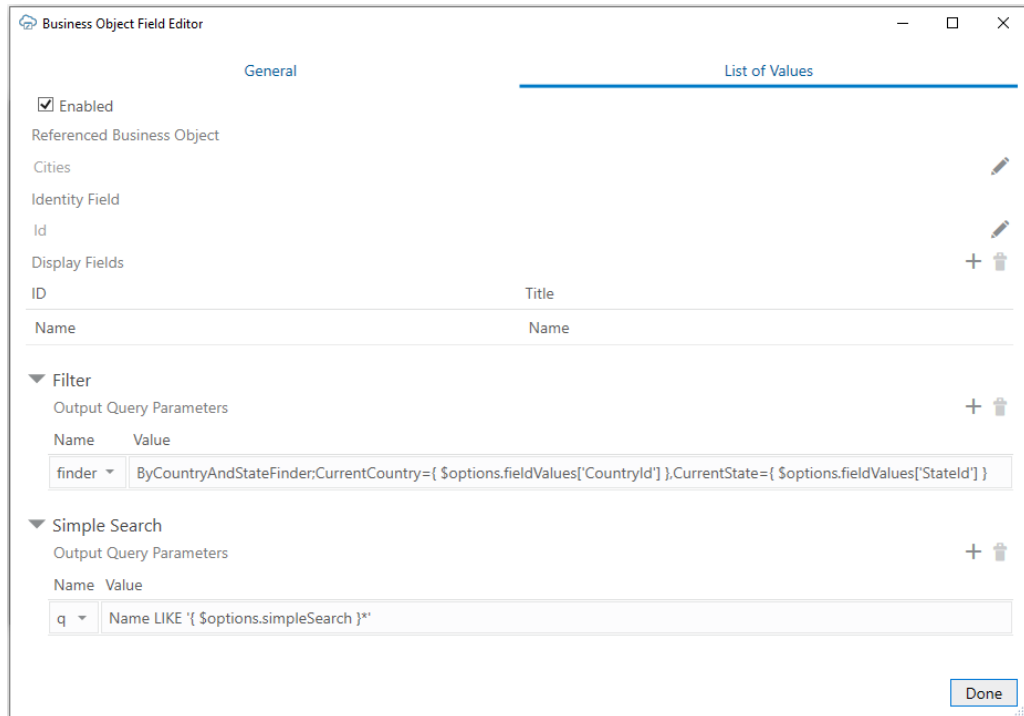 Business Object Field Editor
General List of Values
Enabled
Referenced Business Object
Cities
Identity Field
Id
Display Fields
ID Title
Name Name
Filter
Output Query Parameters
Name Value
finder ByCountryAndStateFinder;CurrentCountry={ $options.fieldValues['CountryId'] },CurrentState={ $options.fieldValues['StateId'] }
Simple Search
Output Query Parameters
Name Value
q Name LIKE '{ $options.simpleSearch }*'
Done